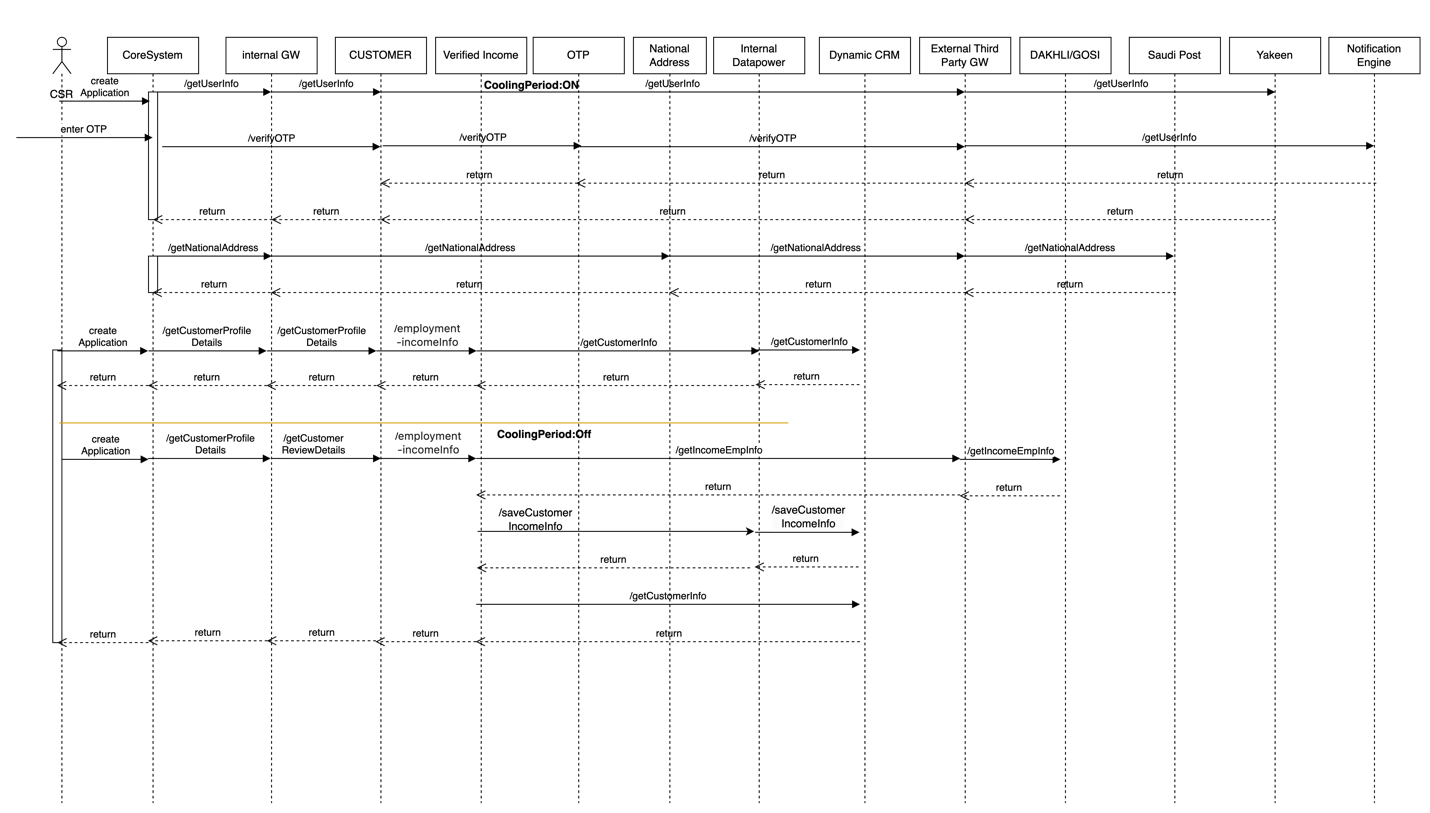 CoreSystem
internal GW
CUSTOMER
Verified Income
OTP
National
Address
Internal
Datapower
Dynamic CRM
External Third
Party GW
DAKHLI/GOSI
Saudi Post
Yakeen
Notification
Engine
CSR
create
Application
/getUserInfo
/getUserInfo
CoolingPeriod:ON
/getUserInfo
/getUserInfo
enter OTP
/verifyOTP
/verifyOTP
/verifyOTP
/getUserInfo
return
return
return
return
return
return
return
/getNationalAddress
/getNationalAddress
/getNationalAddress
/getNationalAddress
return
return
return
return
create
Application
/getCustomerProfile
Details
/getCustomerProfile
Details
/employment
-incomeInfo
/getCustomerInfo
/getCustomerInfo
return
return
return
return
return
return
CoolingPeriod:Off
create
Application
/getCustomerProfile
Details
/getCustomer
ReviewDetails
/employment
-incomeInfo
/getIncomeEmpInfo
/getIncomeEmpInfo
return
return
/saveCustomer
IncomeInfo
/saveCustomer
IncomeInfo
return
return
/getCustomerInfo
return
return
return
return
return